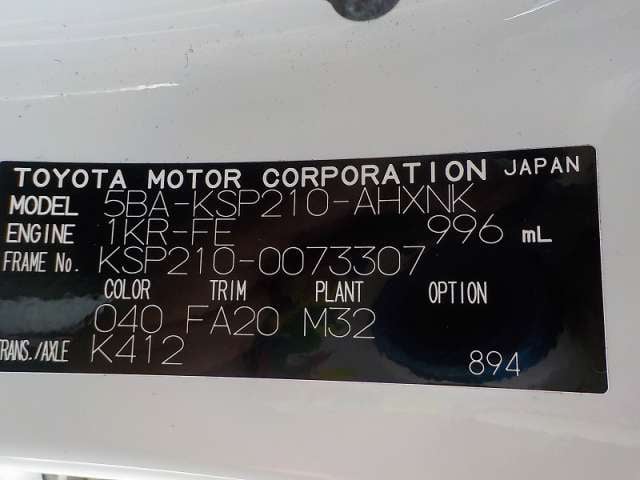 TOYOTA MOTOR CORPORATION JAPAN
MODEL 5BA-KSP210-AHXNK
ENGINE 1KR-FE 996 mL
FRAME No. KSP210-0073307
COLOR TRIM PLANT OPTION
040 FA20 M32
TRANS./AXLE K412 894